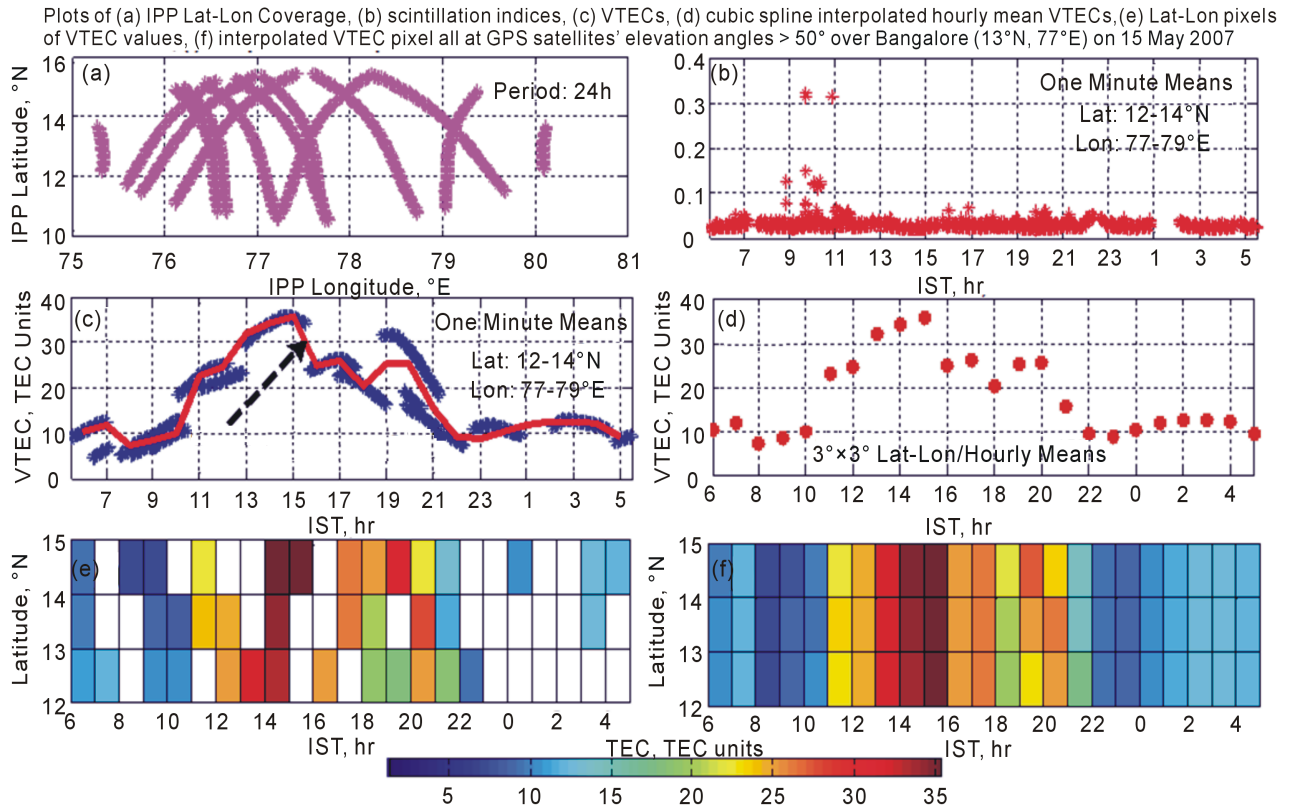 Plots of (a) IPP Lat-Lon Coverage, (b) scintillation indices, (c) VTECs, (d) cubic spline interpolated hourly mean VTECs,(e) Lat-Lon pixels
of VTEC values, (f) interpolated VTEC pixel all at GPS satellites' elevation angles > 50° over Bangalore (13°N, 77°E) on 15 May 2007
(a)
Period: 24h
IPP Latitude, °N
16
14
12
10
75 76 77 78 79 80 81
IPP Longitude, °E
(b)
One Minute Means
Lat: 12-14°N
Lon: 77-79°E
0.4
0.3
0.2
0.1
0
7 9 11 13 15 17 19 21 23 1 3 5
IST, hr
(c)
One Minute Means
Lat: 12-14°N
Lon: 77-79°E
VTEC, TEC Units
40
30
20
10
0
7 9 11 13 15 17 19 21 23 1 3 5
IST, hr
(d)
3°×3° Lat-Lon/Hourly Means
VTEC, TEC Units
40
30
20
10
0
6 8 10 12 14 16 18 20 22 0 2 4
IST, hr
(e)
Latitude, °N
15
14
13
12
6 8 10 12 14 16 18 20 22 0 2 4
IST, hr
(f)
Latitude, °N
15
14
13
12
6 8 10 12 14 16 18 20 22 0 2 4
IST, hr
TEC, TEC units
5 10 15 20 25 30 35